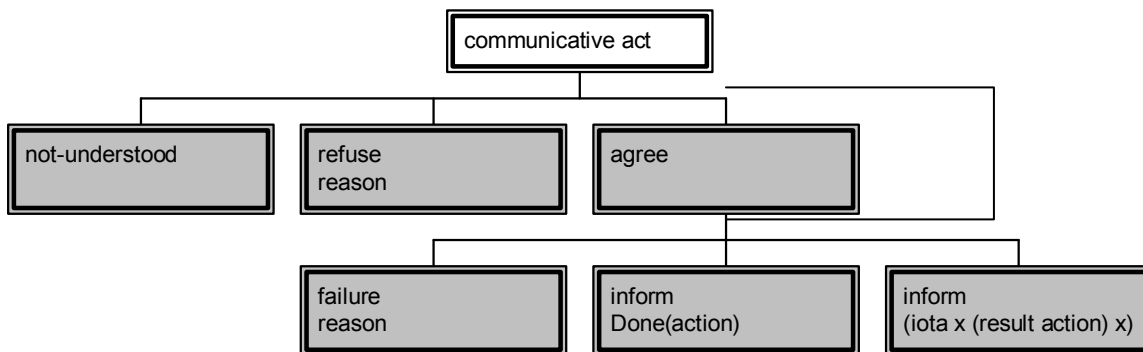 communicative act
not-understood
refuse
reason
agree
failure
reason
inform
Done(action)
inform
(iota x (result action) x)